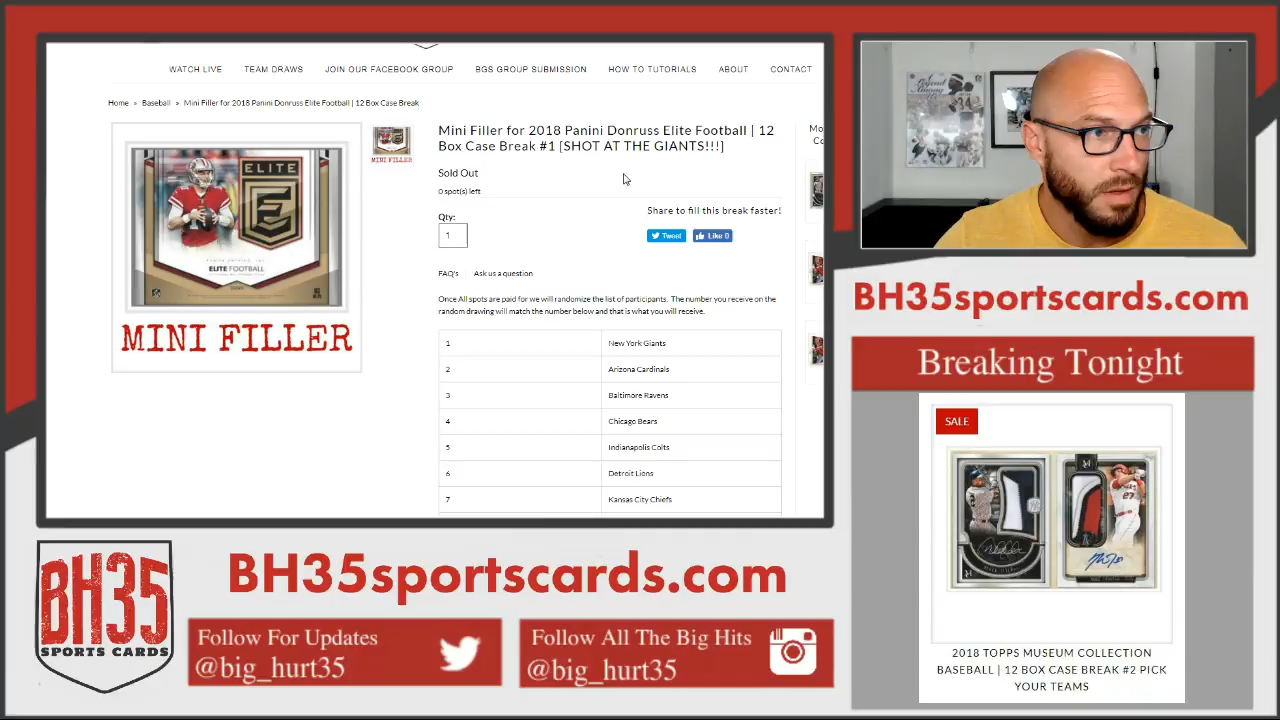 WATCH LIVE TEAM DRAWS JOIN OUR FACEBOOK GROUP BGS GROUP SUBMISSION HOW TO TUTORIALS ABOUT CONTACT
Home » Baseball » Mini Filler for 2018 Panini Donruss Elite Football | 12 Box Case Break
ELITE
E
ELITE FOOTBALL
MINI FILLER
MINI FILLER
Mini Filler for 2018 Panini Donruss Elite Football | 12
Box Case Break #1 [SHOT AT THE GIANTS!!!]
Sold Out
0 spot(s) left
Qty:
1
Share to fill this break faster!
Tweet
Like 0
FAQ's
Ask us a question
Once All spots are paid for we will randomize the list of participants. The number you receive on the
random drawing will match the number below and that is what you will receive.
1 New York Giants
2 Arizona Cardinals
3 Baltimore Ravens
4 Chicago Bears
5 Indianapolis Colts
6 Detroit Lions
7 Kansas City Chiefs
Mo
Co
BH35sportscards.com
Breaking Tonight
SALE
27
2018 TOPPS MUSEUM COLLECTION
BASEBALL | 12 BOX CASE BREAK #2 PICK
YOUR TEAMS
BH35
SPORTS CARDS
BH35sportscards.com
Follow For Updates
@big_hurt35
Follow All The Big Hits
@big_hurt35